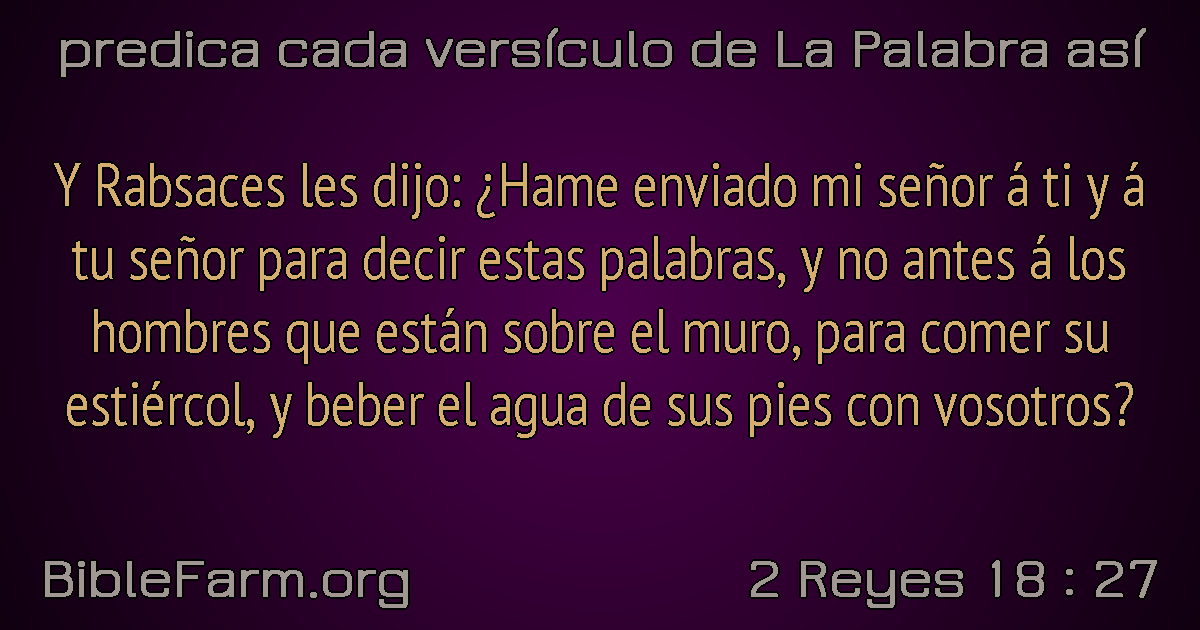 predica cada versículo de La Palabra así
Y Rabsaces les dijo: ¿Hame enviado mi señor á ti y á
tu señor para decir estas palabras, y no antes á los
hombres que están sobre el muro, para comer su
estiércol, y beber el agua de sus pies con vosotros?
BibleFarm.org
2 Reyes 18 : 27